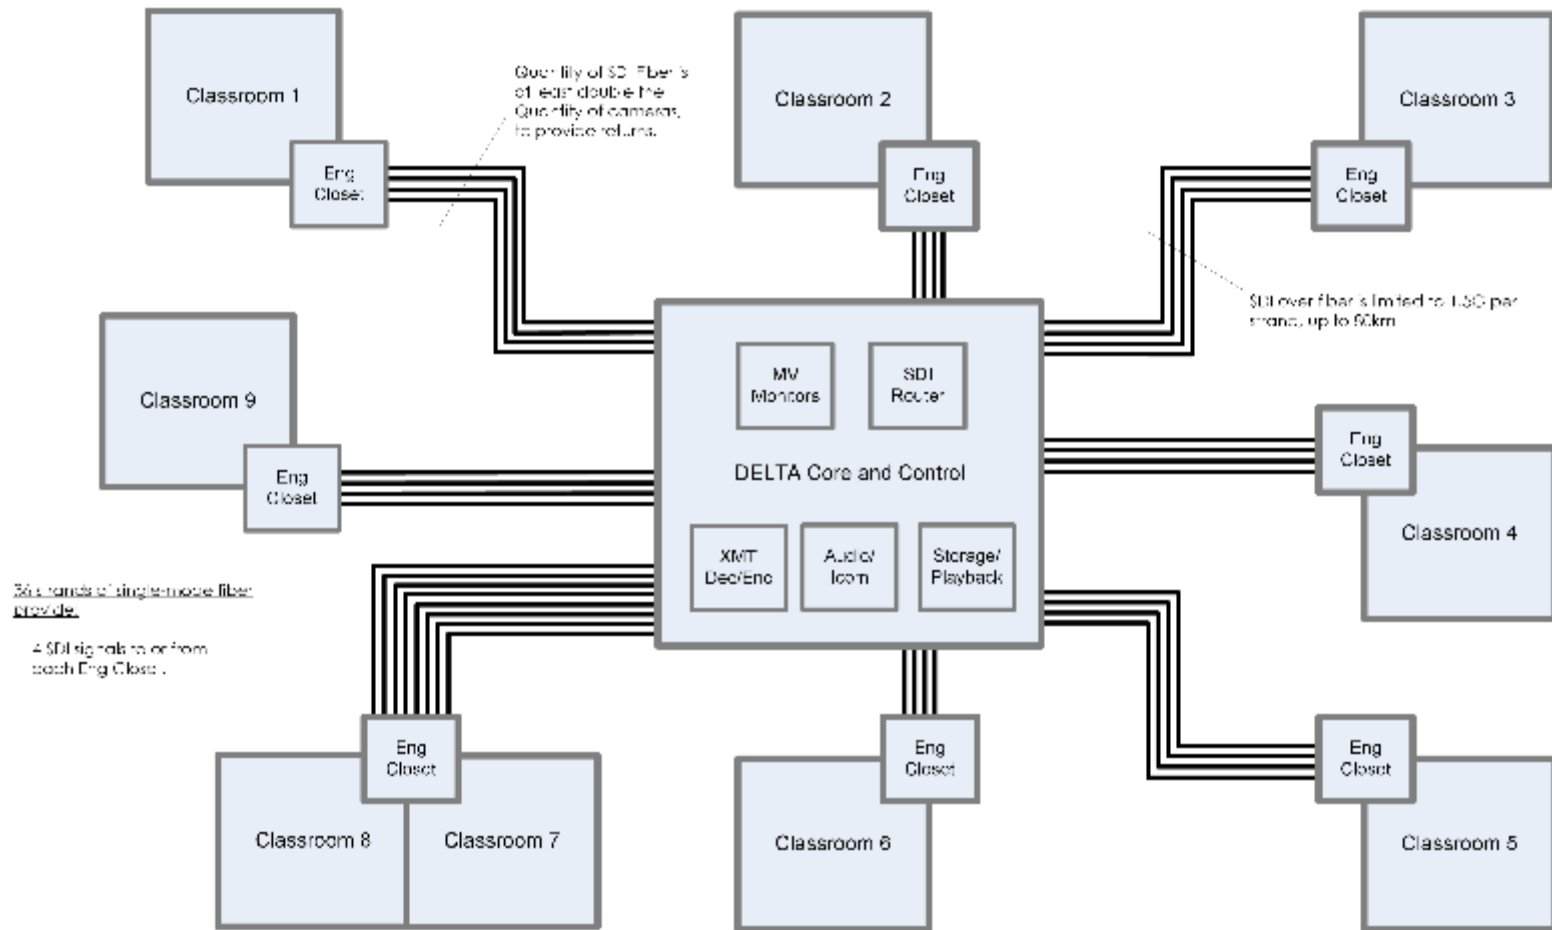 Classroom 1
Eng
Closet
Quantity of SDI Fiber is
at least double the
Quantity of cameras,
to provide returns.
Classroom 2
Eng
Closet
Classroom 3
Eng
Closet
SDI over fiber is limited to 1.5G per
strand, up to 80km
Classroom 9
Eng
Closet
MV
Monitors
SDI
Router
DELTA Core and Control
XMT
Dec/Enc
Audio/
Icom
Storage/
Playback
Eng
Closet
Classroom 4
36 strands of single-mode fiber
provide:
4 SDI signals to or from
each Eng Closet.
Eng
Closet
Classroom 8
Classroom 7
Eng
Closet
Classroom 6
Eng
Closet
Classroom 5